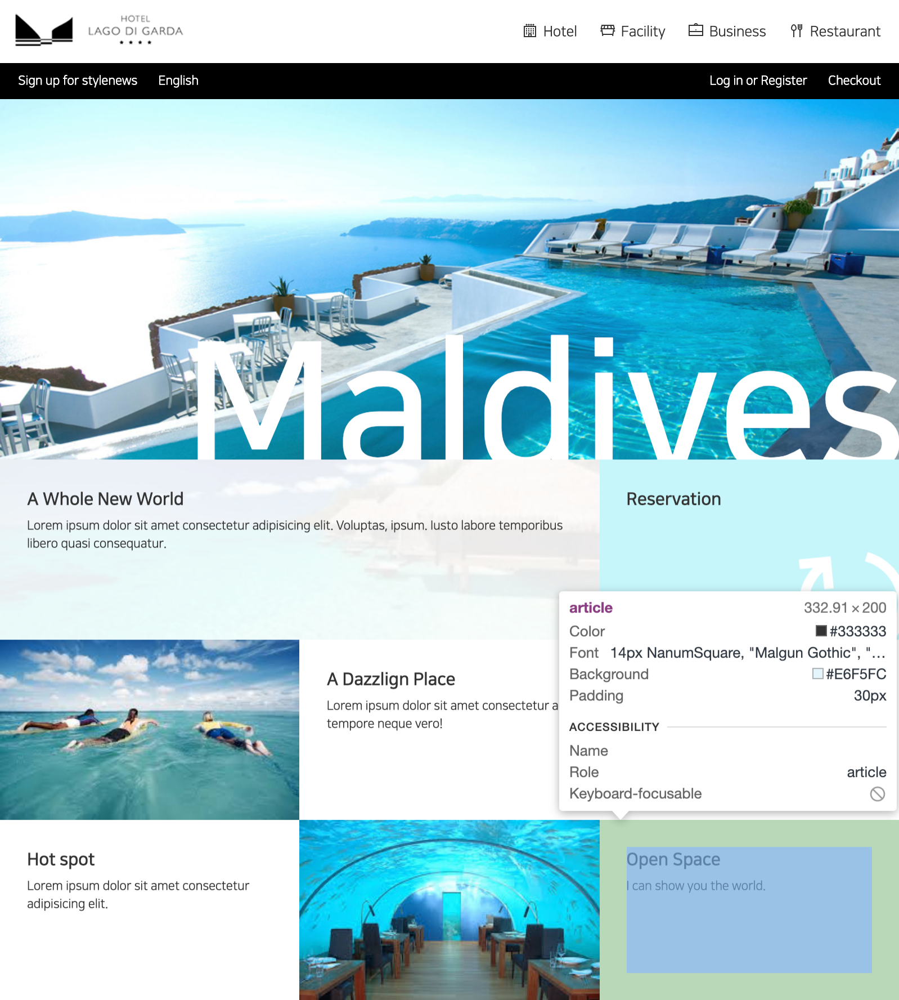 HOTEL
LAGO DI GARDA
Hotel
Facility
Business
Restaurant
Sign up for stylenews
English
Log in or Register
Checkout
Maldives
A Whole New World
Lorem ipsum dolor sit amet consectetur adipisicing elit. Voluptas, ipsum. Iusto labore temporibus
libero quasi consequatur.
Reservation
article 332.91 × 200
Color #333333
Font 14px NanumSquare, "Malgun Gothic", "...
Background #E6F5FC
Padding 30px
ACCESSIBILITY
Name
Role article
Keyboard-focusable
A Dazzlign Place
Lorem ipsum dolor sit amet consectetur a
tempore neque vero!
Hot spot
Lorem ipsum dolor sit amet consectetur
adipisicing elit.
Open Space
I can show you the world.